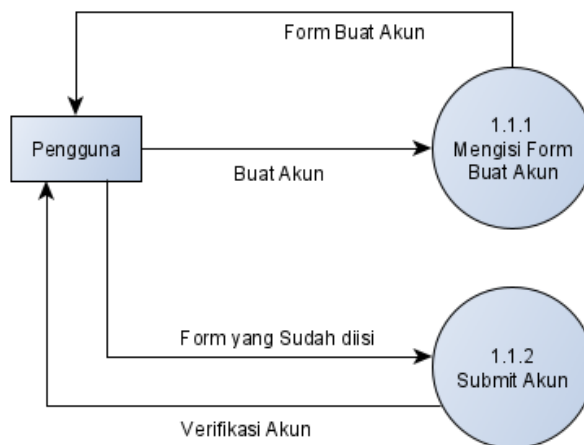 Form Buat Akun
Pengguna
1.1.1
Mengisi Form
Buat Akun
Buat Akun
Form yang Sudah diisi
1.1.2
Submit Akun
Verifikasi Akun